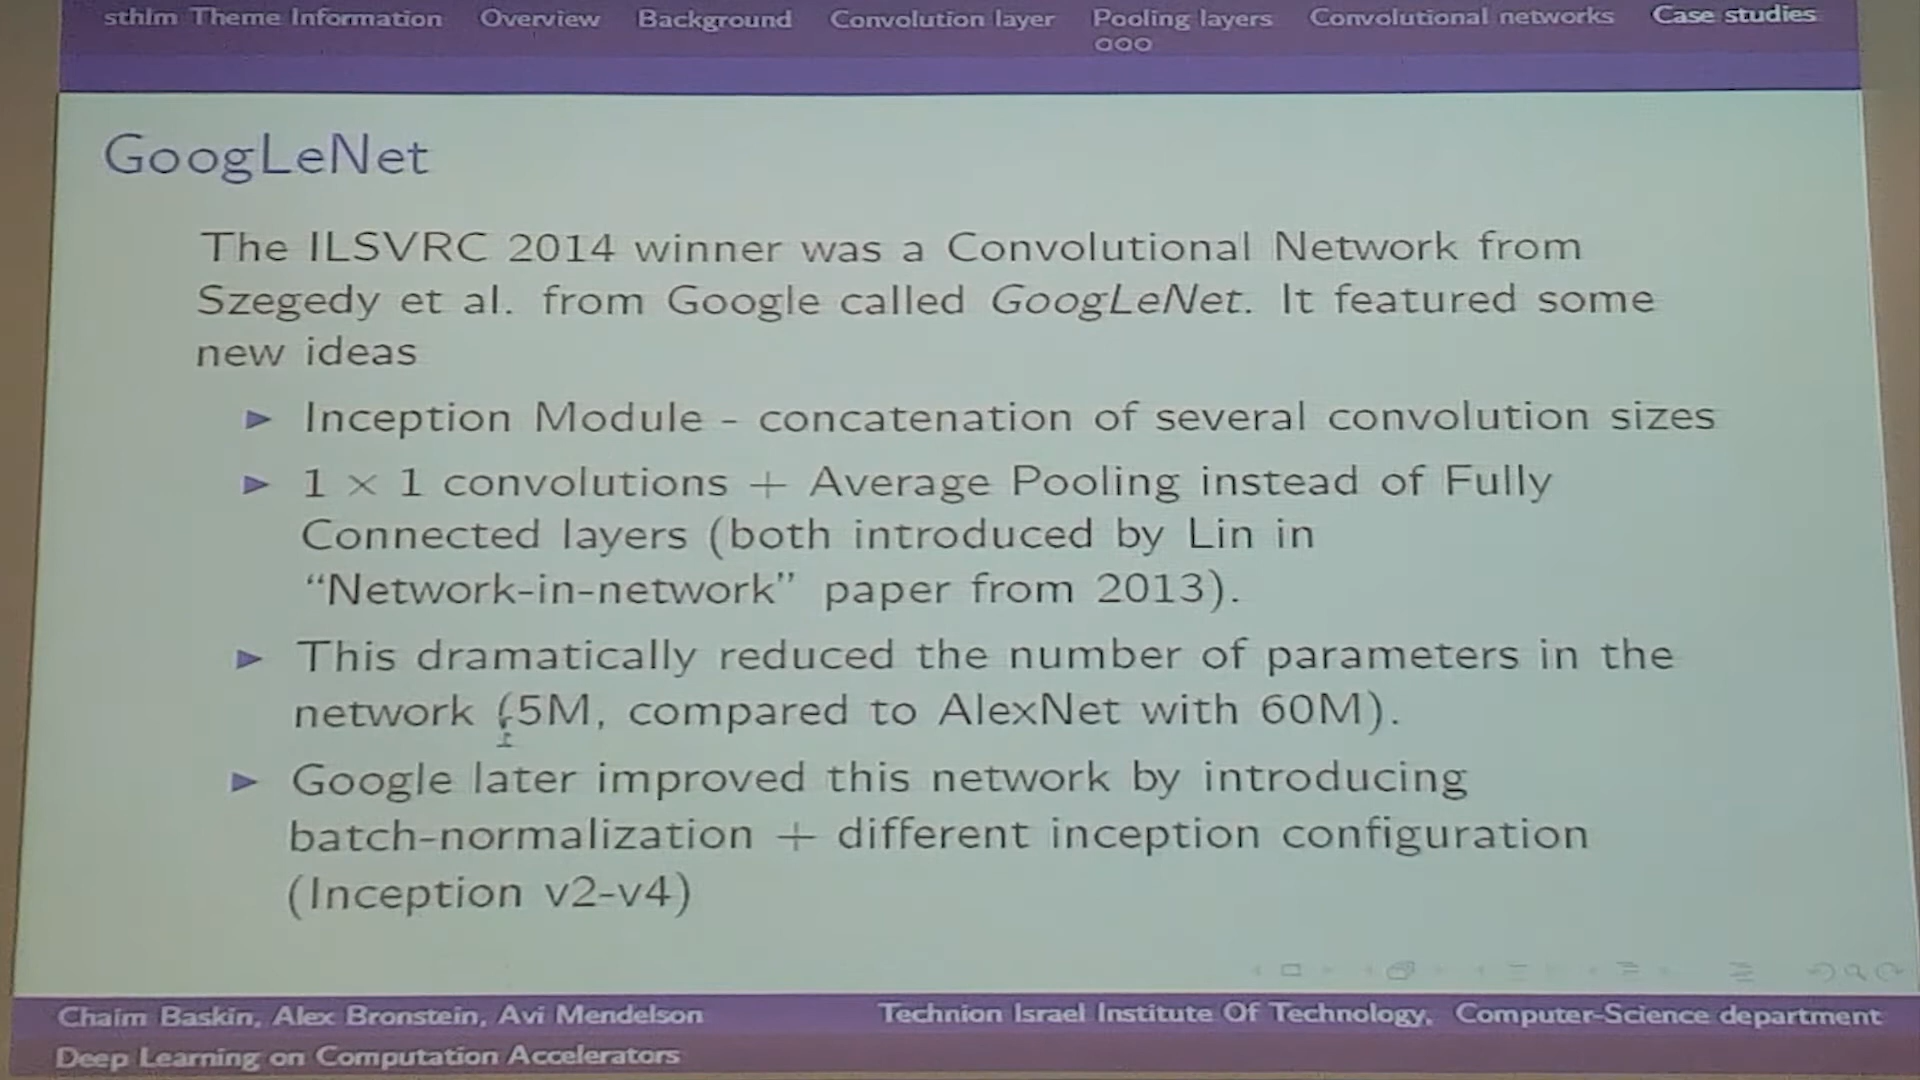 sthlm Theme Information Overview Background Convolution layer Pooling layers Convolutional networks Case studies
GoogLeNet
The ILSVRC 2014 winner was a Convolutional Network from
Szegedy et al. from Google called GoogLeNet. It featured some
new ideas
Inception Module - concatenation of several convolution sizes
1 × 1 convolutions + Average Pooling instead of Fully
Connected layers (both introduced by Lin in
“Network-in-network” paper from 2013).
This dramatically reduced the number of parameters in the
network (5M, compared to AlexNet with 60M).
Google later improved this network by introducing
batch-normalization + different inception configuration
(Inception v2-v4)
Chaim Baskin, Alex Bronstein, Avi Mendelson
Technion Israel Institute Of Technology, Computer-Science department
Deep Learning on Computation Accelerators